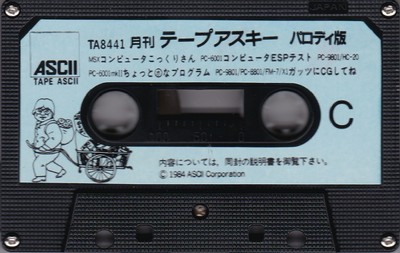 JAPAN
TA8441 月刊 テープアスキー パロディ版
MSXコンピュータこっくりさん PC-6001コンピュータESPテスト PC-9801/HC-20
PC-6001mkIIちょっと㋲なプログラム PC-9801/PC-8801/FM-7/X1ガッツにCGしてね
ASCII
TAPE ASCII
C
内容については、同封の説明書を御覧下さい。
© 1984 ASCII Corporation